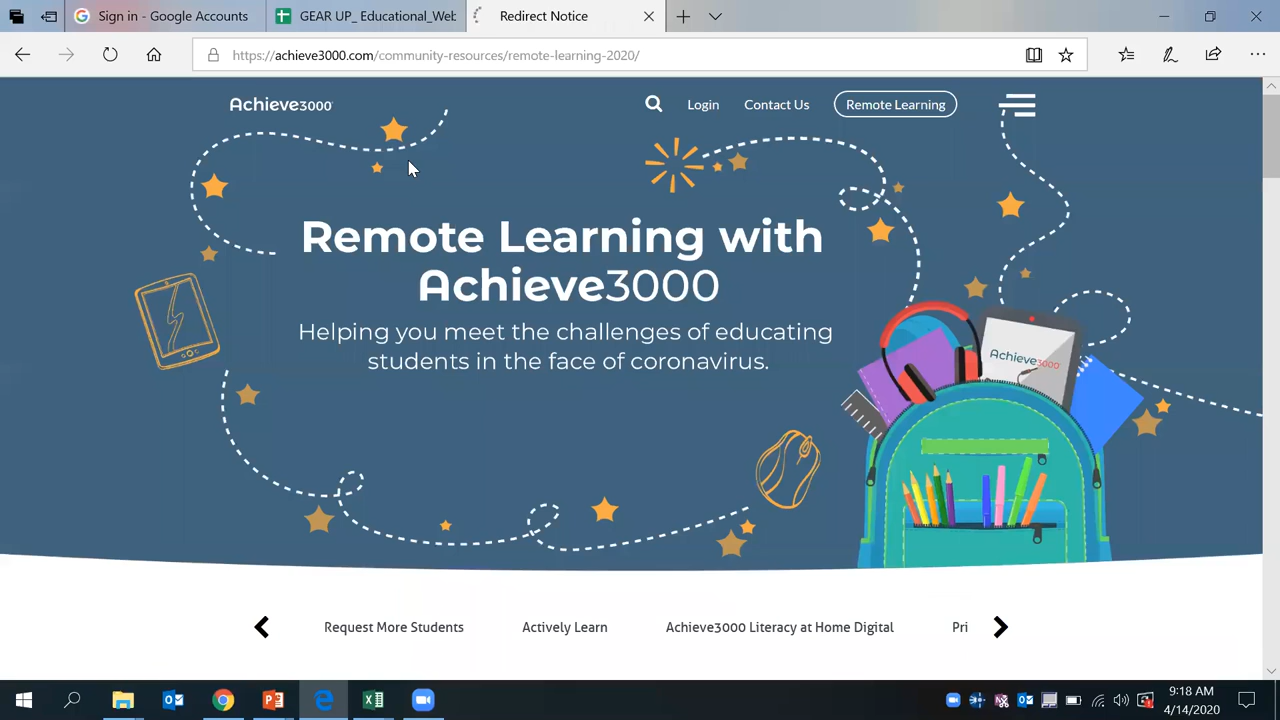 Sign in - Google Accounts
GEAR UP_ Educational_Web
Redirect Notice
https://achieve3000.com/community-resources/remote-learning-2020/
Achieve3000
Login
Contact Us
Remote Learning
Remote Learning with
Achieve3000
Helping you meet the challenges of educating
students in the face of coronavirus.
Achieve3000
Request More Students
Actively Learn
Achieve3000 Literacy at Home Digital
Pri
9:18 AM
4/14/2020